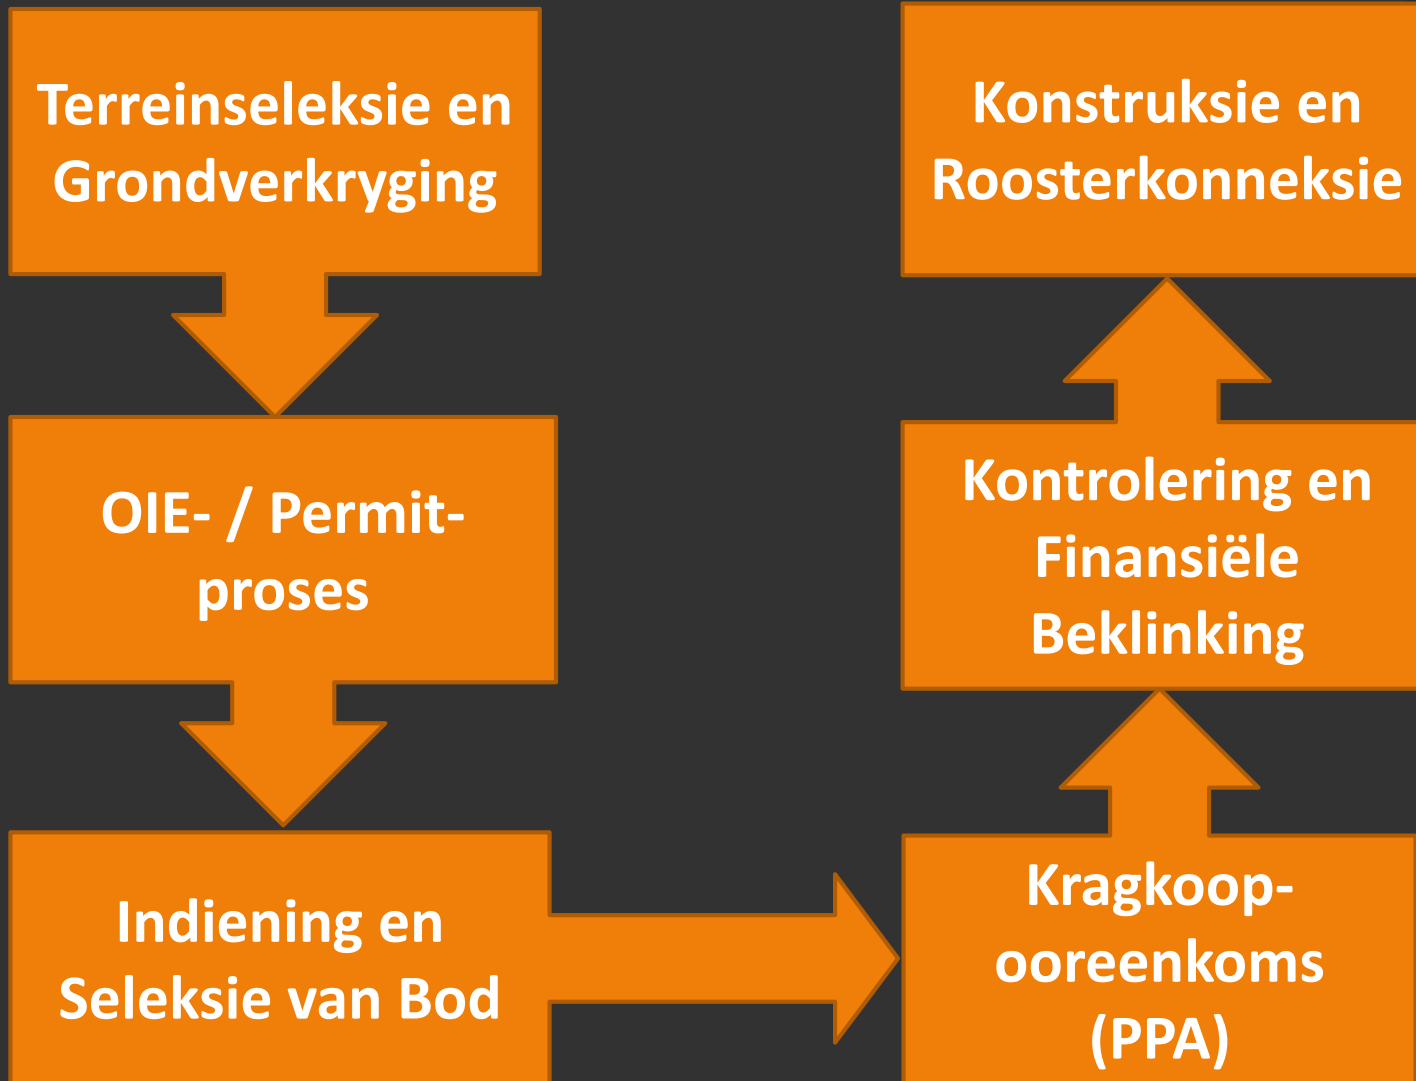 Terreinseleksie en
Grondverkryging
OIE- / Permit-
proses
Indiening en
Seleksie van Bod
Kragkoop-
ooreenkoms
(PPA)
Kontrolering en
Finansiële
Beklinking
Konstruksie en
Roosterkonneksie